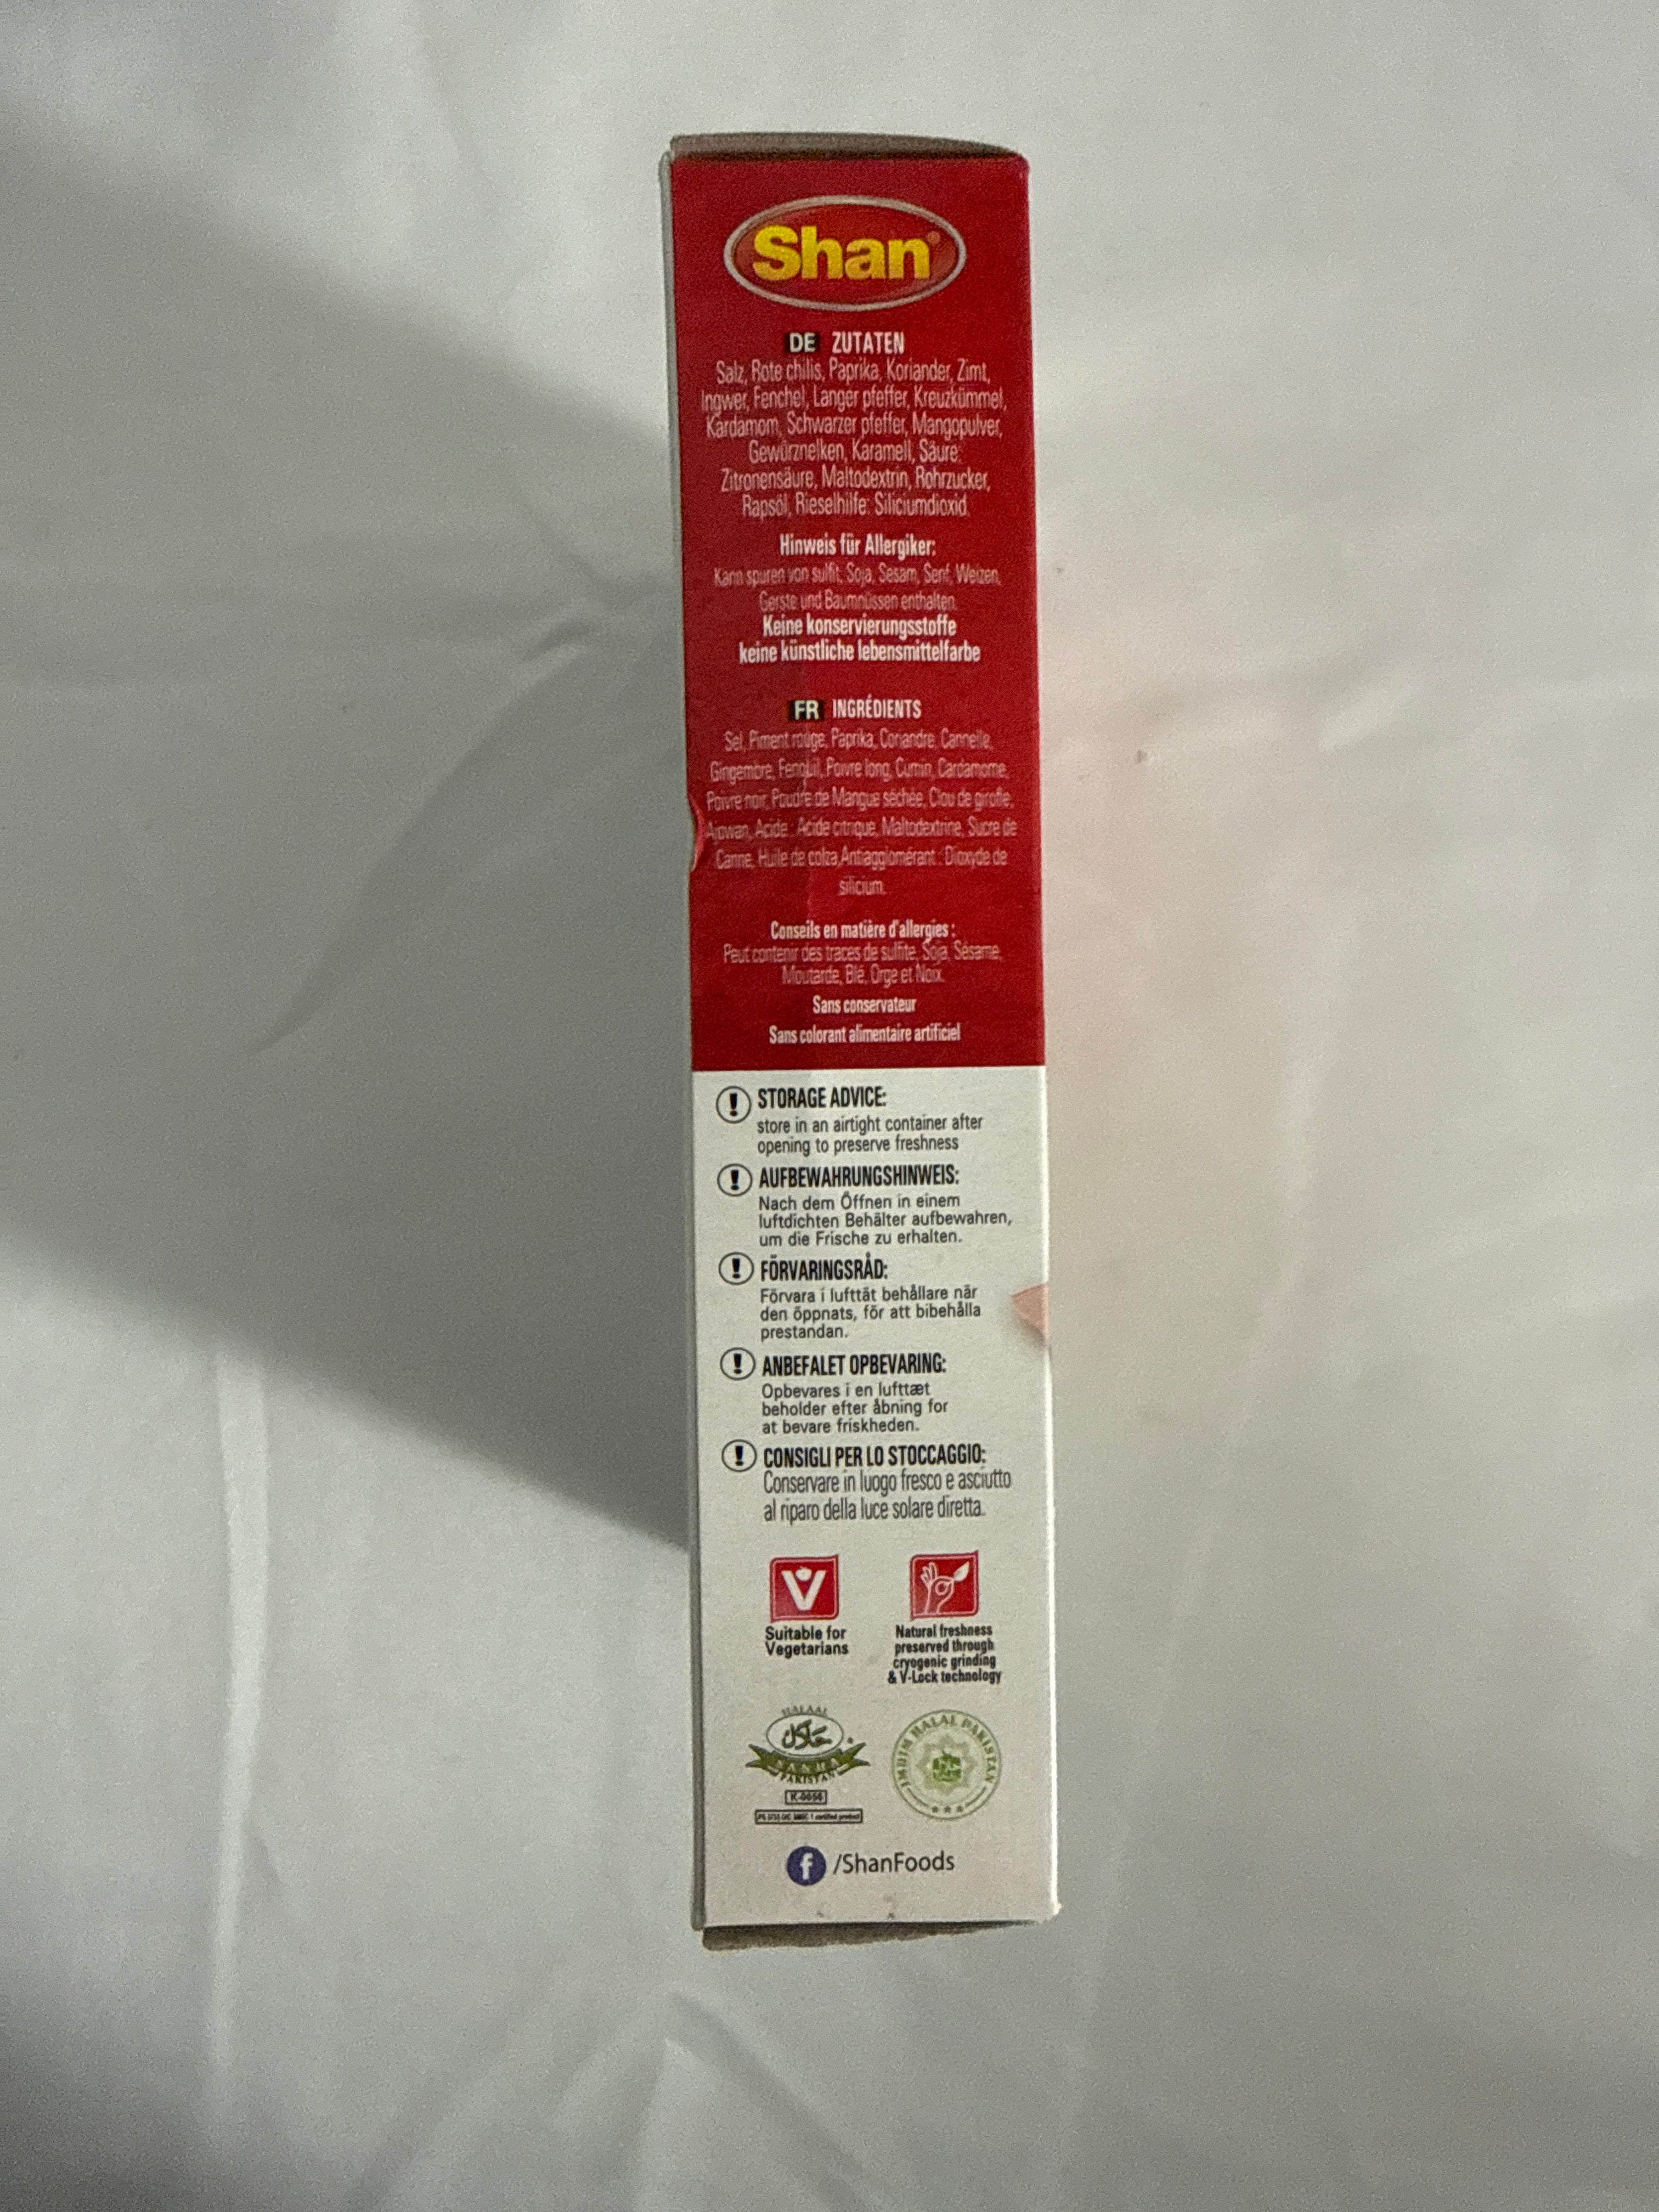 Shan®
DE ZUTATEN
Salz, Rote chilis, Paprika, Koriander, Zimt,
Ingwer, Fenchel, Langer pfeffer, Kreuzkümmel,
Kardamom, Schwarzer pfeffer, Mangopulver,
Gewürznelken, Karamell, Säure:
Zitronensäure, Maltodextrin, Rohrzucker,
Rapsöl, Rieselhilfe: Siliciumdioxid.
Hinweis für Allergiker:
Kann spuren von sulfit, Soja, Sesam, Senf, Weizen,
Gerste und Baumnüssen enthalten.
Keine konservierungsstoffe
keine künstliche lebensmittelfarbe
FR INGRÉDIENTS
Sel, Piment rouge, Paprika, Coriandre, Cannelle,
Gingembre, Fenouil, Poivre long, Cumin, Cardamome,
Poivre noir, Poudre de Mangue séchée, Clou de girofle,
Ajowan, Acide : Acide citrique, Maltodextrine, Sucre de
Canne, Huile de colza,Antiagglomérant : Dioxyde de
silicium.
Conseils en matière d'allergies :
Peut contenir des traces de sulfite, Soja, Sésame,
Moutarde, Blé, Orge et Noix.
Sans conservateur
Sans colorant alimentaire artificiel
! STORAGE ADVICE:
store in an airtight container after
opening to preserve freshness
! AUFBEWAHRUNGSHINWEIS:
Nach dem Öffnen in einem
luftdichten Behälter aufbewahren,
um die Frische zu erhalten.
! FÖRVARINGSRÅD:
Förvara i lufttät behållare när
den öppnats, för att bibehålla
prestandan.
! ANBEFALET OPBEVARING:
Opbevares i en lufttæt
beholder efter åbning for
at bevare friskheden.
! CONSIGLI PER LO STOCCAGGIO:
Conservare in luogo fresco e asciutto
al riparo della luce solare diretta.
V
Suitable for
Vegetarians
Natural freshness
preserved through
cryogenic grinding
& V-Lock technology
HALAAL
حلال
SANHA
PAKISTAN
K-0056
certified product
HALAL PAKISTAN
f /ShanFoods